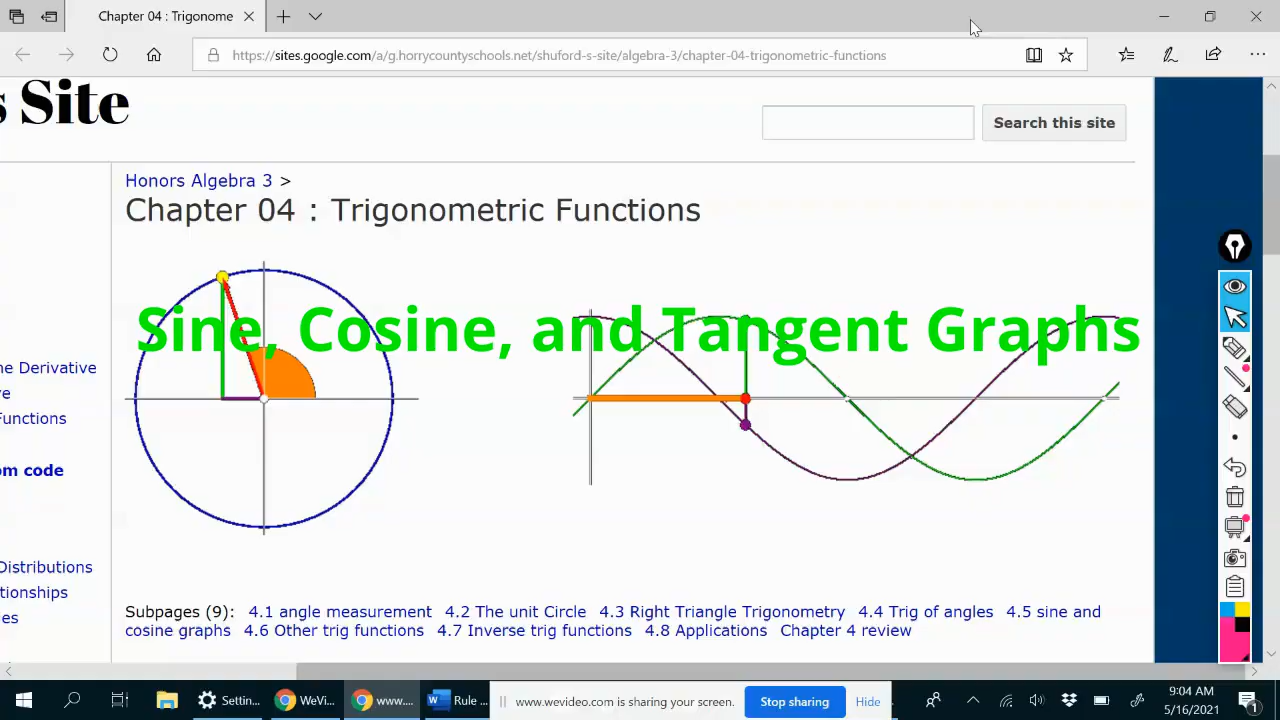 Chapter 04 : Trigonome
https://sites.google.com/a/g.horrycountyschools.net/shuford-s-site/algebra-3/chapter-04-trigonometric-functions
s Site
Search this site
Honors Algebra 3 >
Chapter 04 : Trigonometric Functions
Sine, Cosine, and Tangent Graphs
ne Derivative
ve
Functions
om code
Distributions
tionships
es
Subpages (9): 4.1 angle measurement 4.2 The unit Circle 4.3 Right Triangle Trigonometry 4.4 Trig of angles 4.5 sine and
cosine graphs 4.6 Other trig functions 4.7 Inverse trig functions 4.8 Applications Chapter 4 review
Settin... WeVi... www.... Rule ...
www.wevideo.com is sharing your screen. Stop sharing Hide
9:04 AM
5/16/2021
1